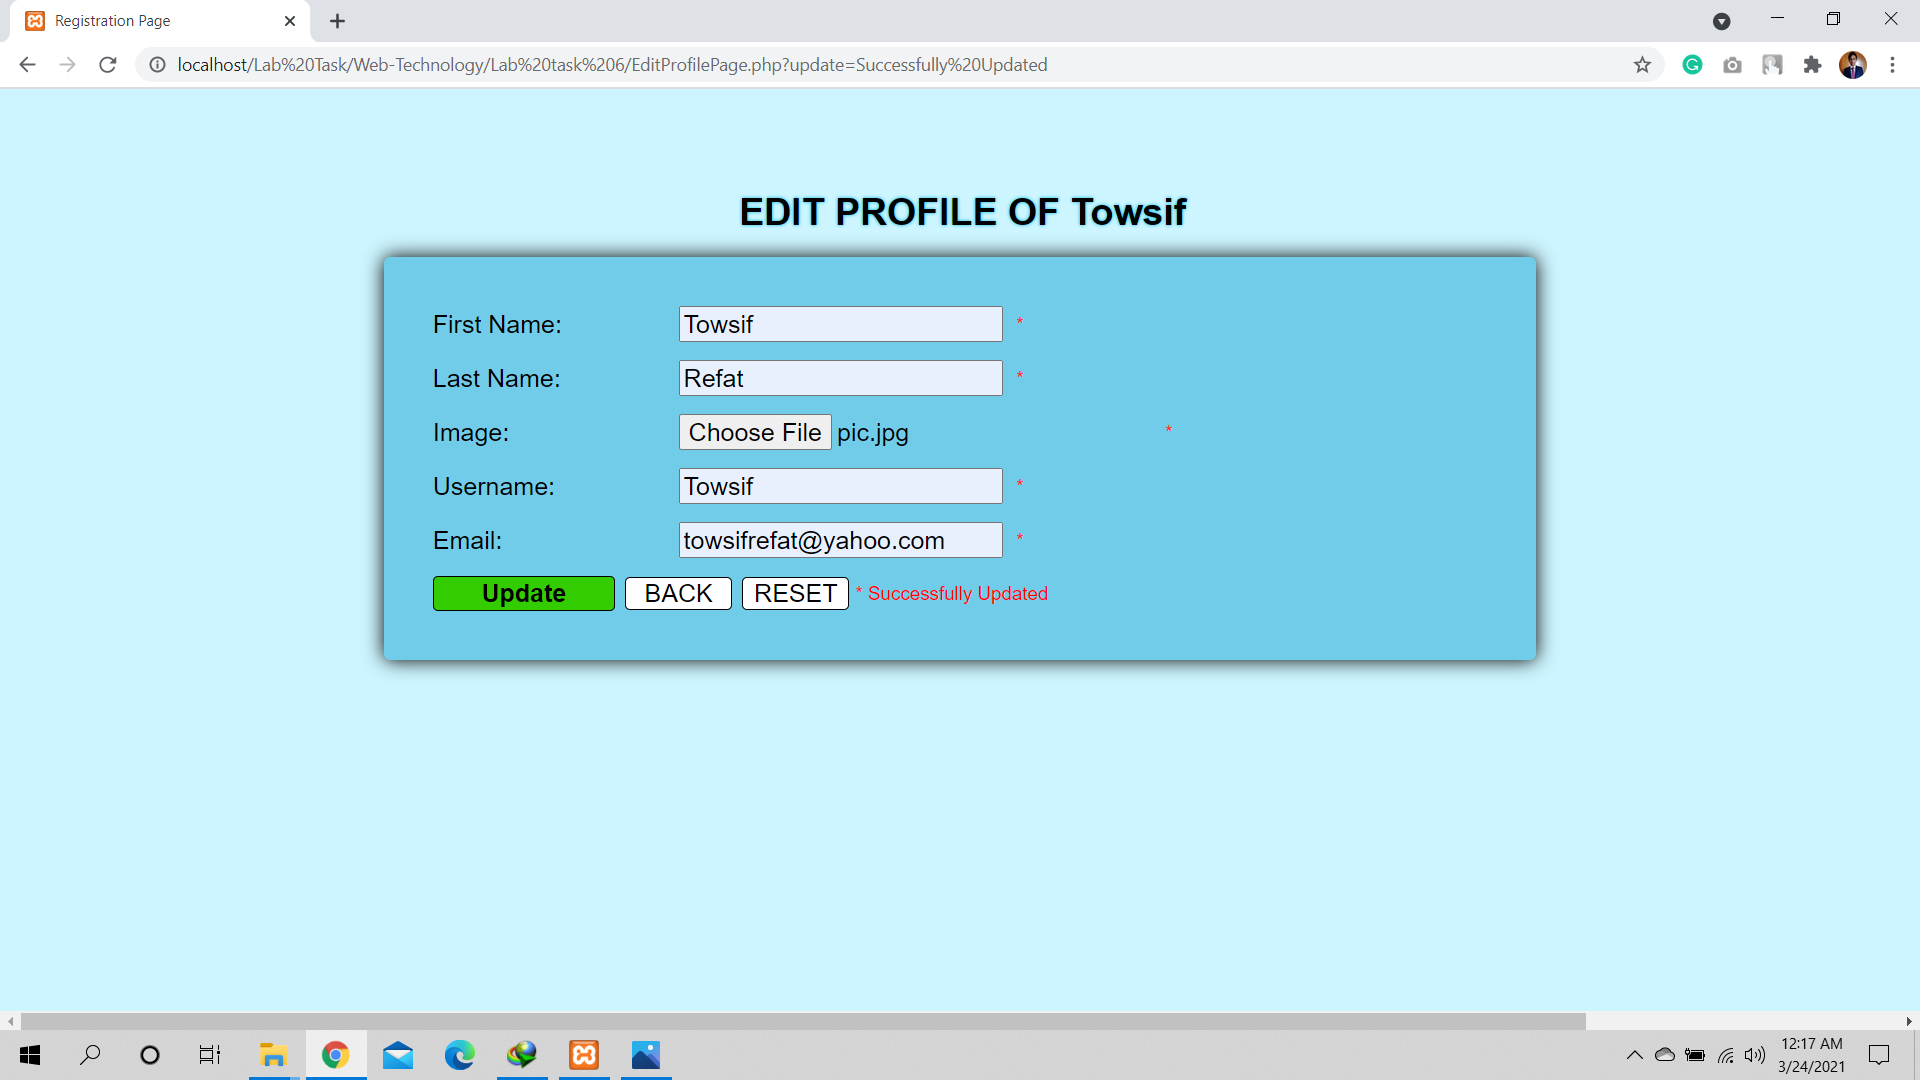 Registration Page
localhost/Lab%20Task/Web-Technology/Lab%20task%206/EditProfilePage.php?update=Successfully%20Updated
EDIT PROFILE OF Towsif
First Name: Towsif *
Last Name: Refat *
Image: Choose File pic.jpg *
Username: Towsif *
Email: towsifrefat@yahoo.com *
Update BACK RESET * Successfully Updated
12:17 AM
3/24/2021